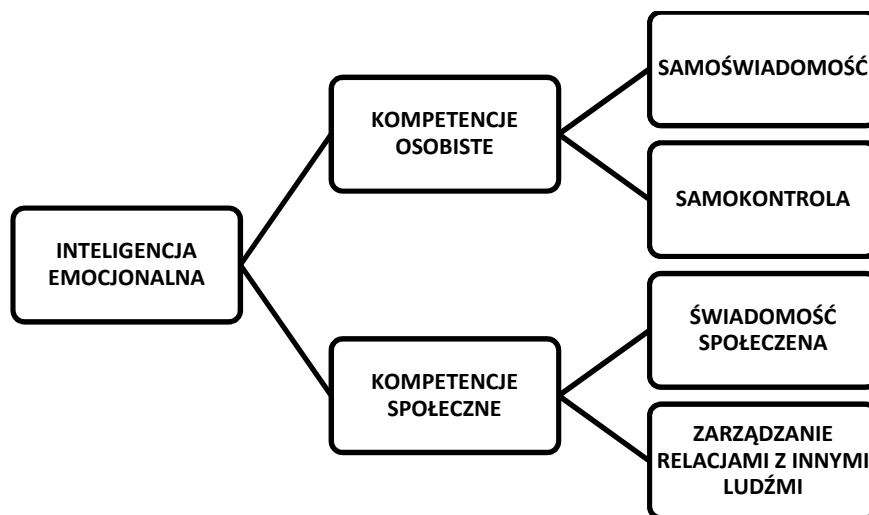 INTELIGENCJA
EMOCJONALNA
KOMPETENCJE
OSOBISTE
SAMOŚWIADOMOŚĆ
SAMOKONTROLA
KOMPETENCJE
SPOŁECZNE
ŚWIADOMOŚĆ
SPOŁECZENA
ZARZĄDZANIE
RELACJAMI Z INNYMI
LUDŹMI